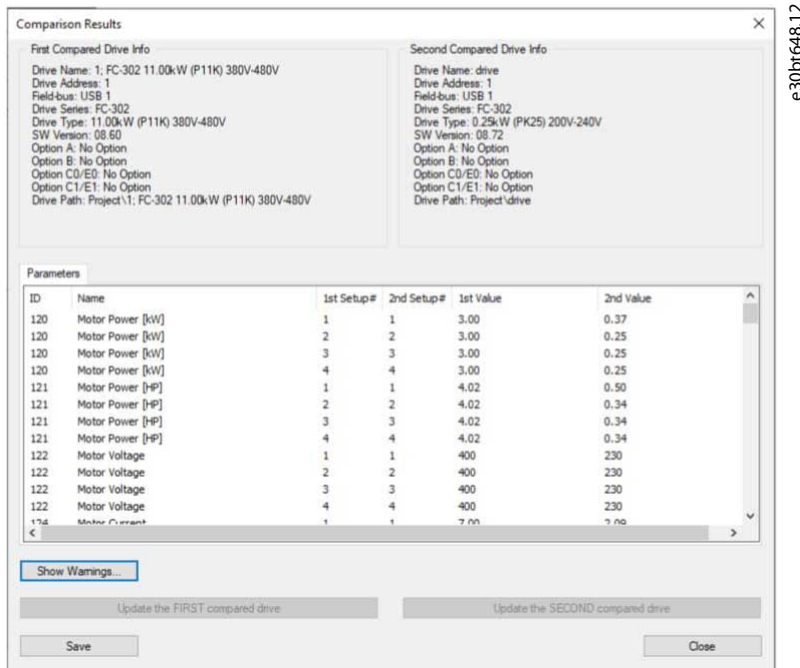 Comparison Results
First Compared Drive Info
Drive Name: 1; FC-302 11.00kW (P11K) 380V-480V
Drive Address: 1
Field-bus: USB 1
Drive Series: FC-302
Drive Type: 11.00kW (P11K) 380V-480V
SW Version: 08.60
Option A: No Option
Option B: No Option
Option C0/E0: No Option
Option C1/E1: No Option
Drive Path: Project\1; FC-302 11.00kW (P11K) 380V-480V
Second Compared Drive Info
Drive Name: drive
Drive Address: 1
Field-bus: USB 1
Drive Series: FC-302
Drive Type: 0.25kW (PK25) 200V-240V
SW Version: 08.72
Option A: No Option
Option B: No Option
Option C0/E0: No Option
Option C1/E1: No Option
Drive Path: Project\drive
Parameters
ID Name 1st Setup# 2nd Setup# 1st Value 2nd Value
120 Motor Power [kW] 1 1 3.00 0.37
120 Motor Power [kW] 2 2 3.00 0.25
120 Motor Power [kW] 3 3 3.00 0.25
120 Motor Power [kW] 4 4 3.00 0.25
121 Motor Power [HP] 1 1 4.02 0.50
121 Motor Power [HP] 2 2 4.02 0.34
121 Motor Power [HP] 3 3 4.02 0.34
121 Motor Power [HP] 4 4 4.02 0.34
122 Motor Voltage 1 1 400 230
122 Motor Voltage 2 2 400 230
122 Motor Voltage 3 3 400 230
122 Motor Voltage 4 4 400 230
124 Motor Current 1 1 7.00 2.09
Show Warnings...
Update the FIRST compared drive
Update the SECOND compared drive
Save
Close
e30bt648.12